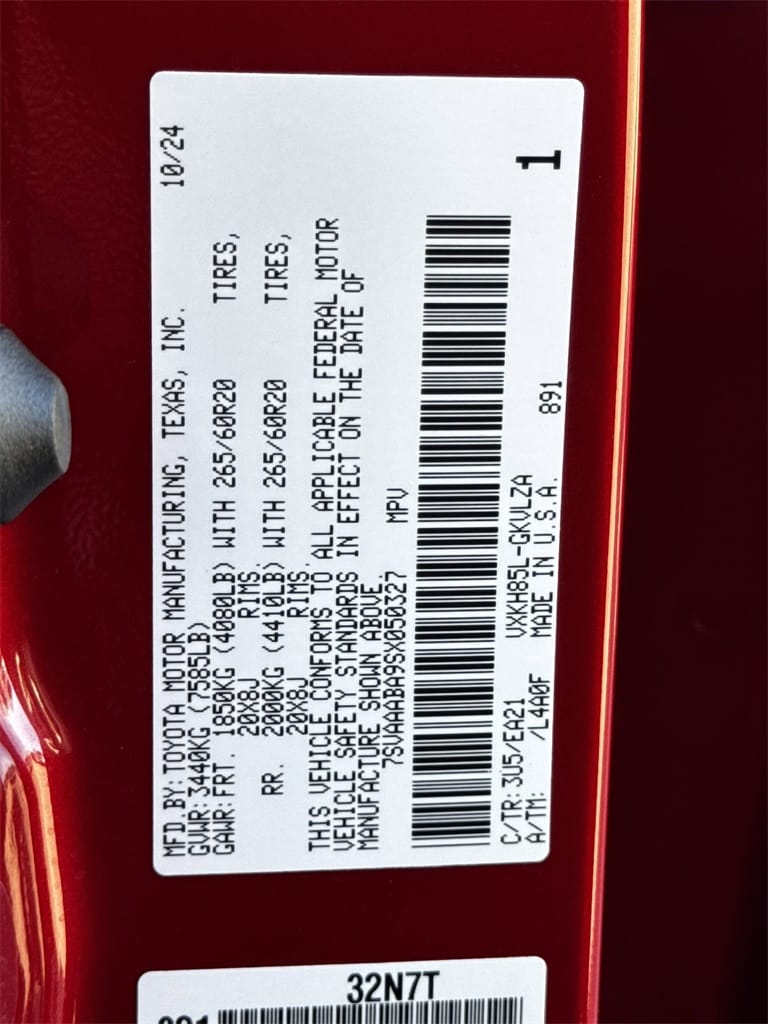 MFD.BY:TOYOTA MOTOR MANUFACTURING, TEXAS, INC. 10/24
GVWR:3440KG (7585LB)
GAWR:FRT. 1850KG (4080LB) WITH 265/60R20 TIRES,
20X8J RIMS.
RR. 2000KG (4410LB) WITH 265/60R20 TIRES,
20X8J RIMS.
THIS VEHICLE CONFORMS TO ALL APPLICABLE FEDERAL MOTOR
VEHICLE SAFETY STANDARDS IN EFFECT ON THE DATE OF
MANUFACTURE SHOWN ABOVE.
7SVAAABA9SX050327 MPV
1
C/TR:3U5/EA21 VXKH85L-GKVLZA
A/TM: /L4A0F MADE IN U.S.A. 891
32N7T